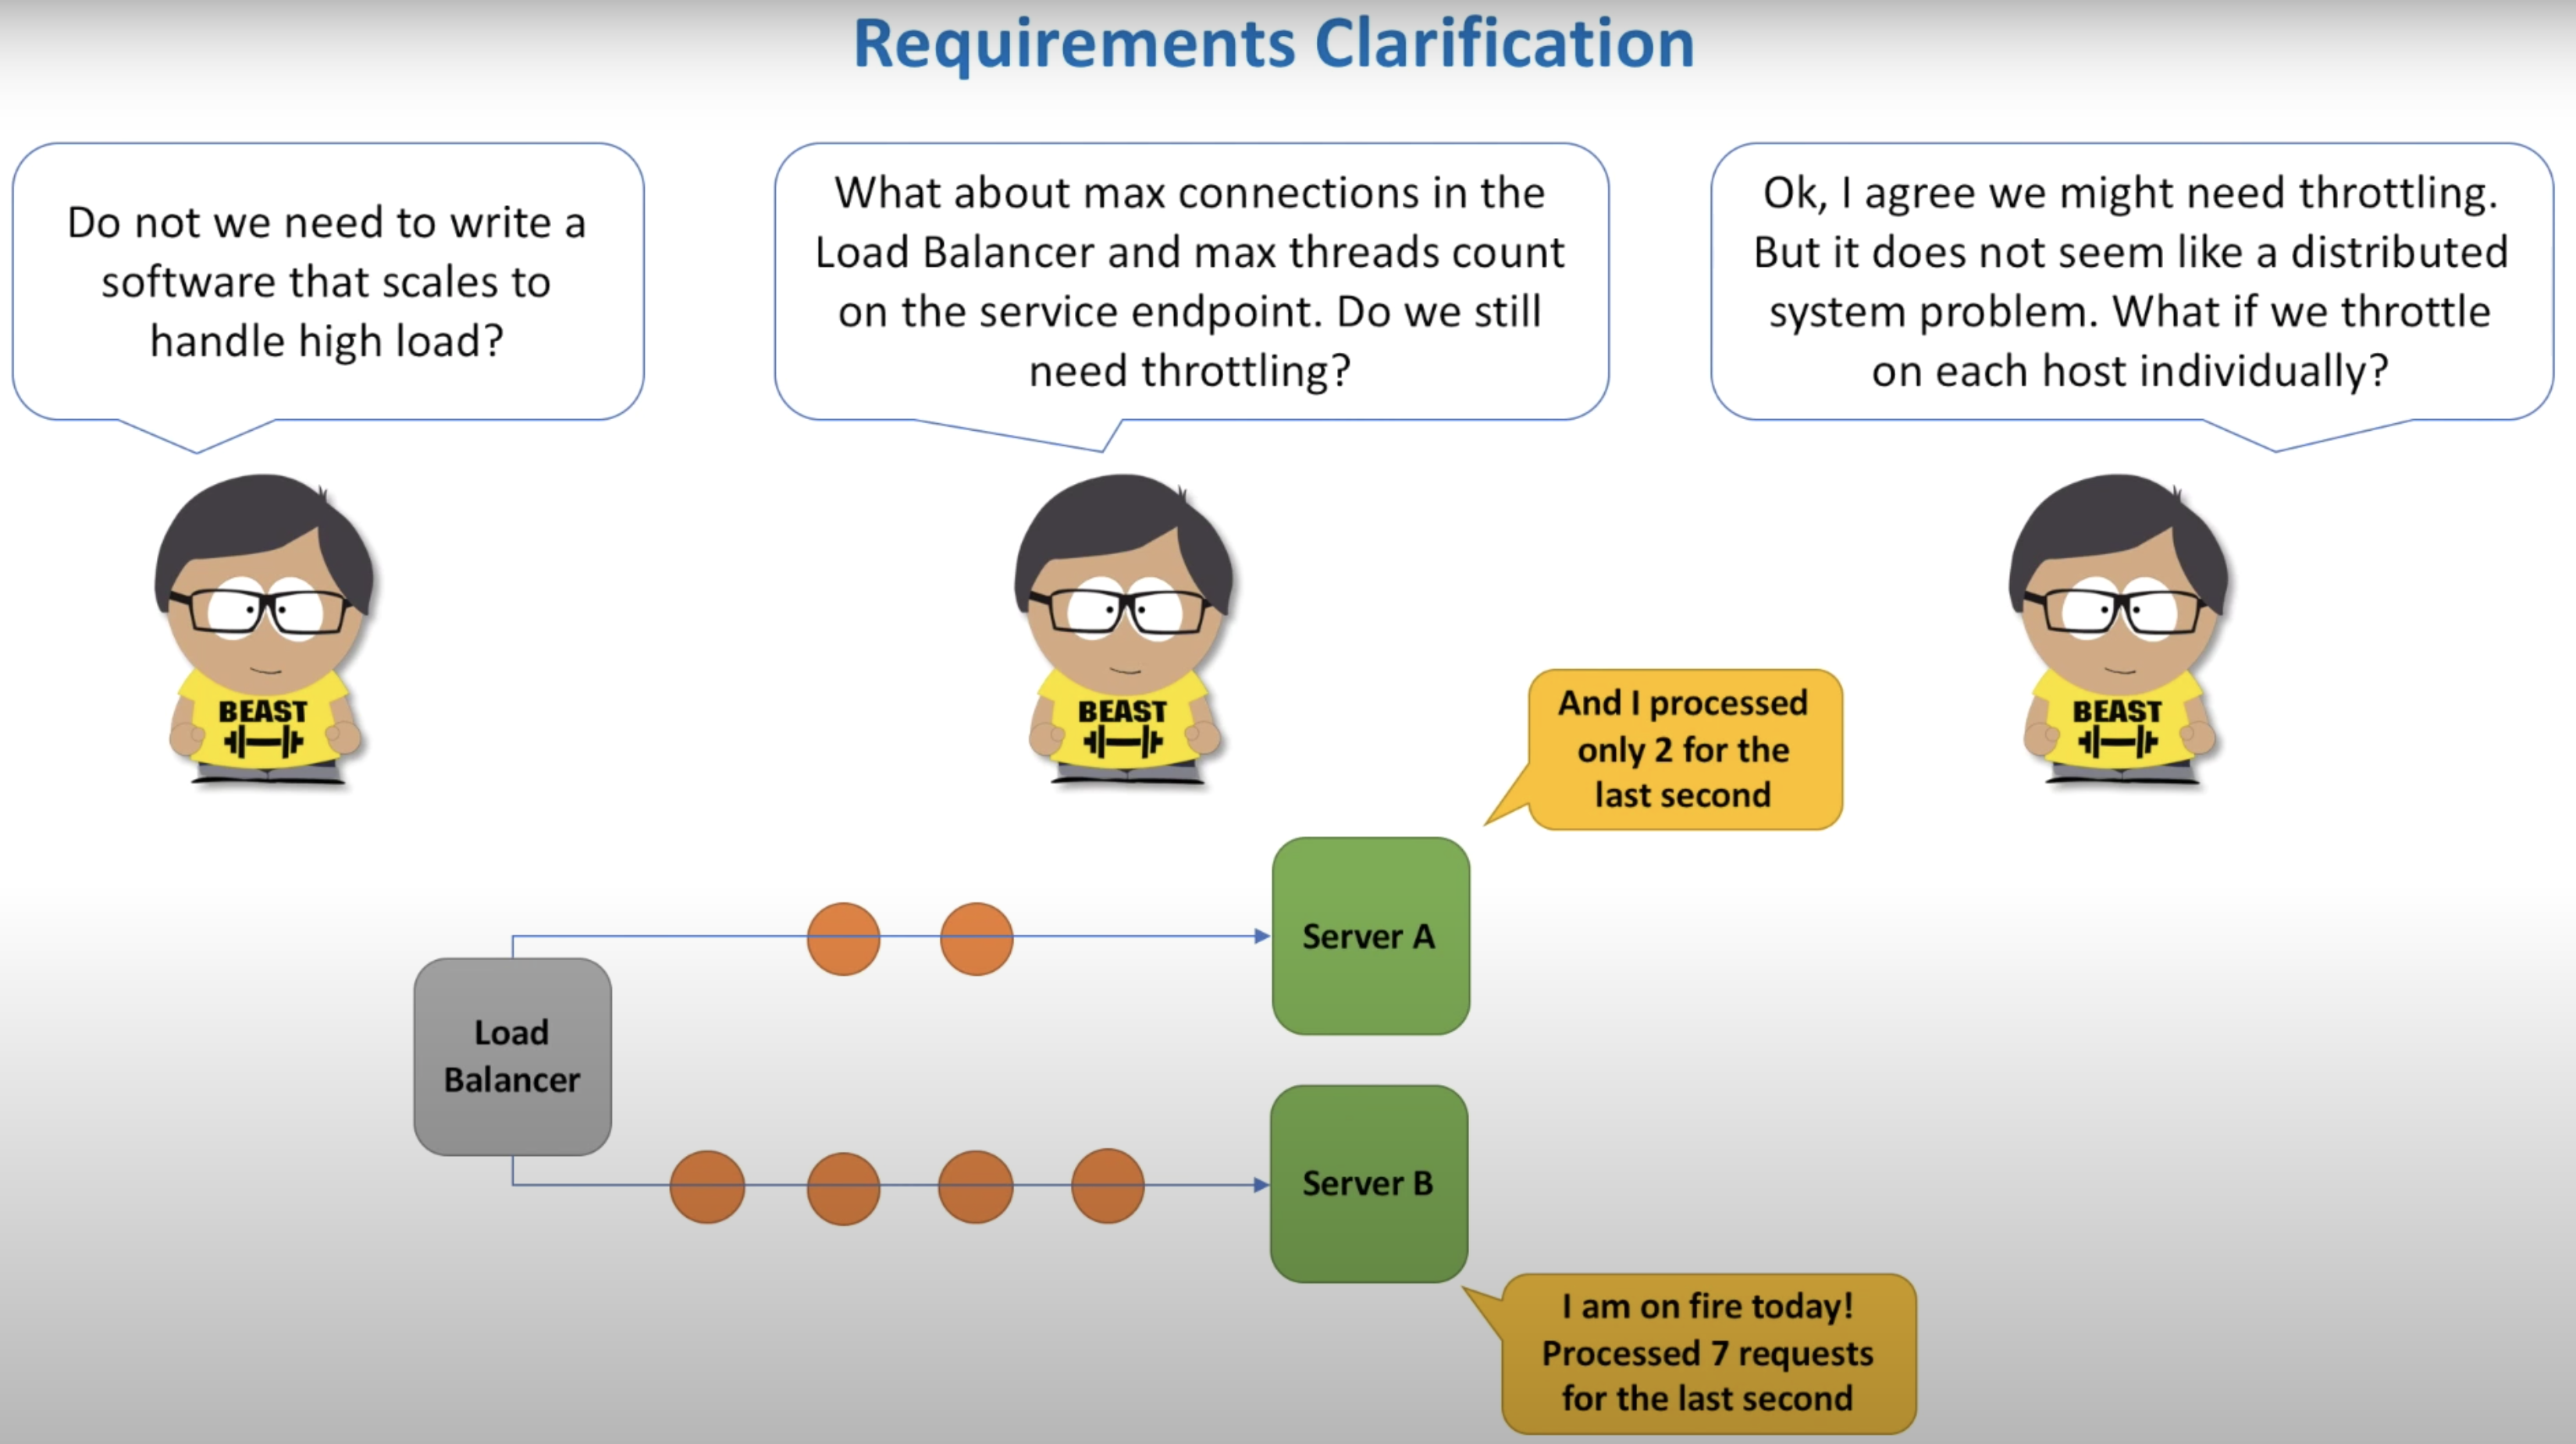 Requirements Clarification
Do not we need to write a
software that scales to
handle high load?
What about max connections in the
Load Balancer and max threads count
on the service endpoint. Do we still
need throttling?
Ok, I agree we might need throttling.
But it does not seem like a distributed
system problem. What if we throttle
on each host individually?
BEAST
BEAST
BEAST
And I processed
only 2 for the
last second
Server A
Load
Balancer
Server B
I am on fire today!
Processed 7 requests
for the last second